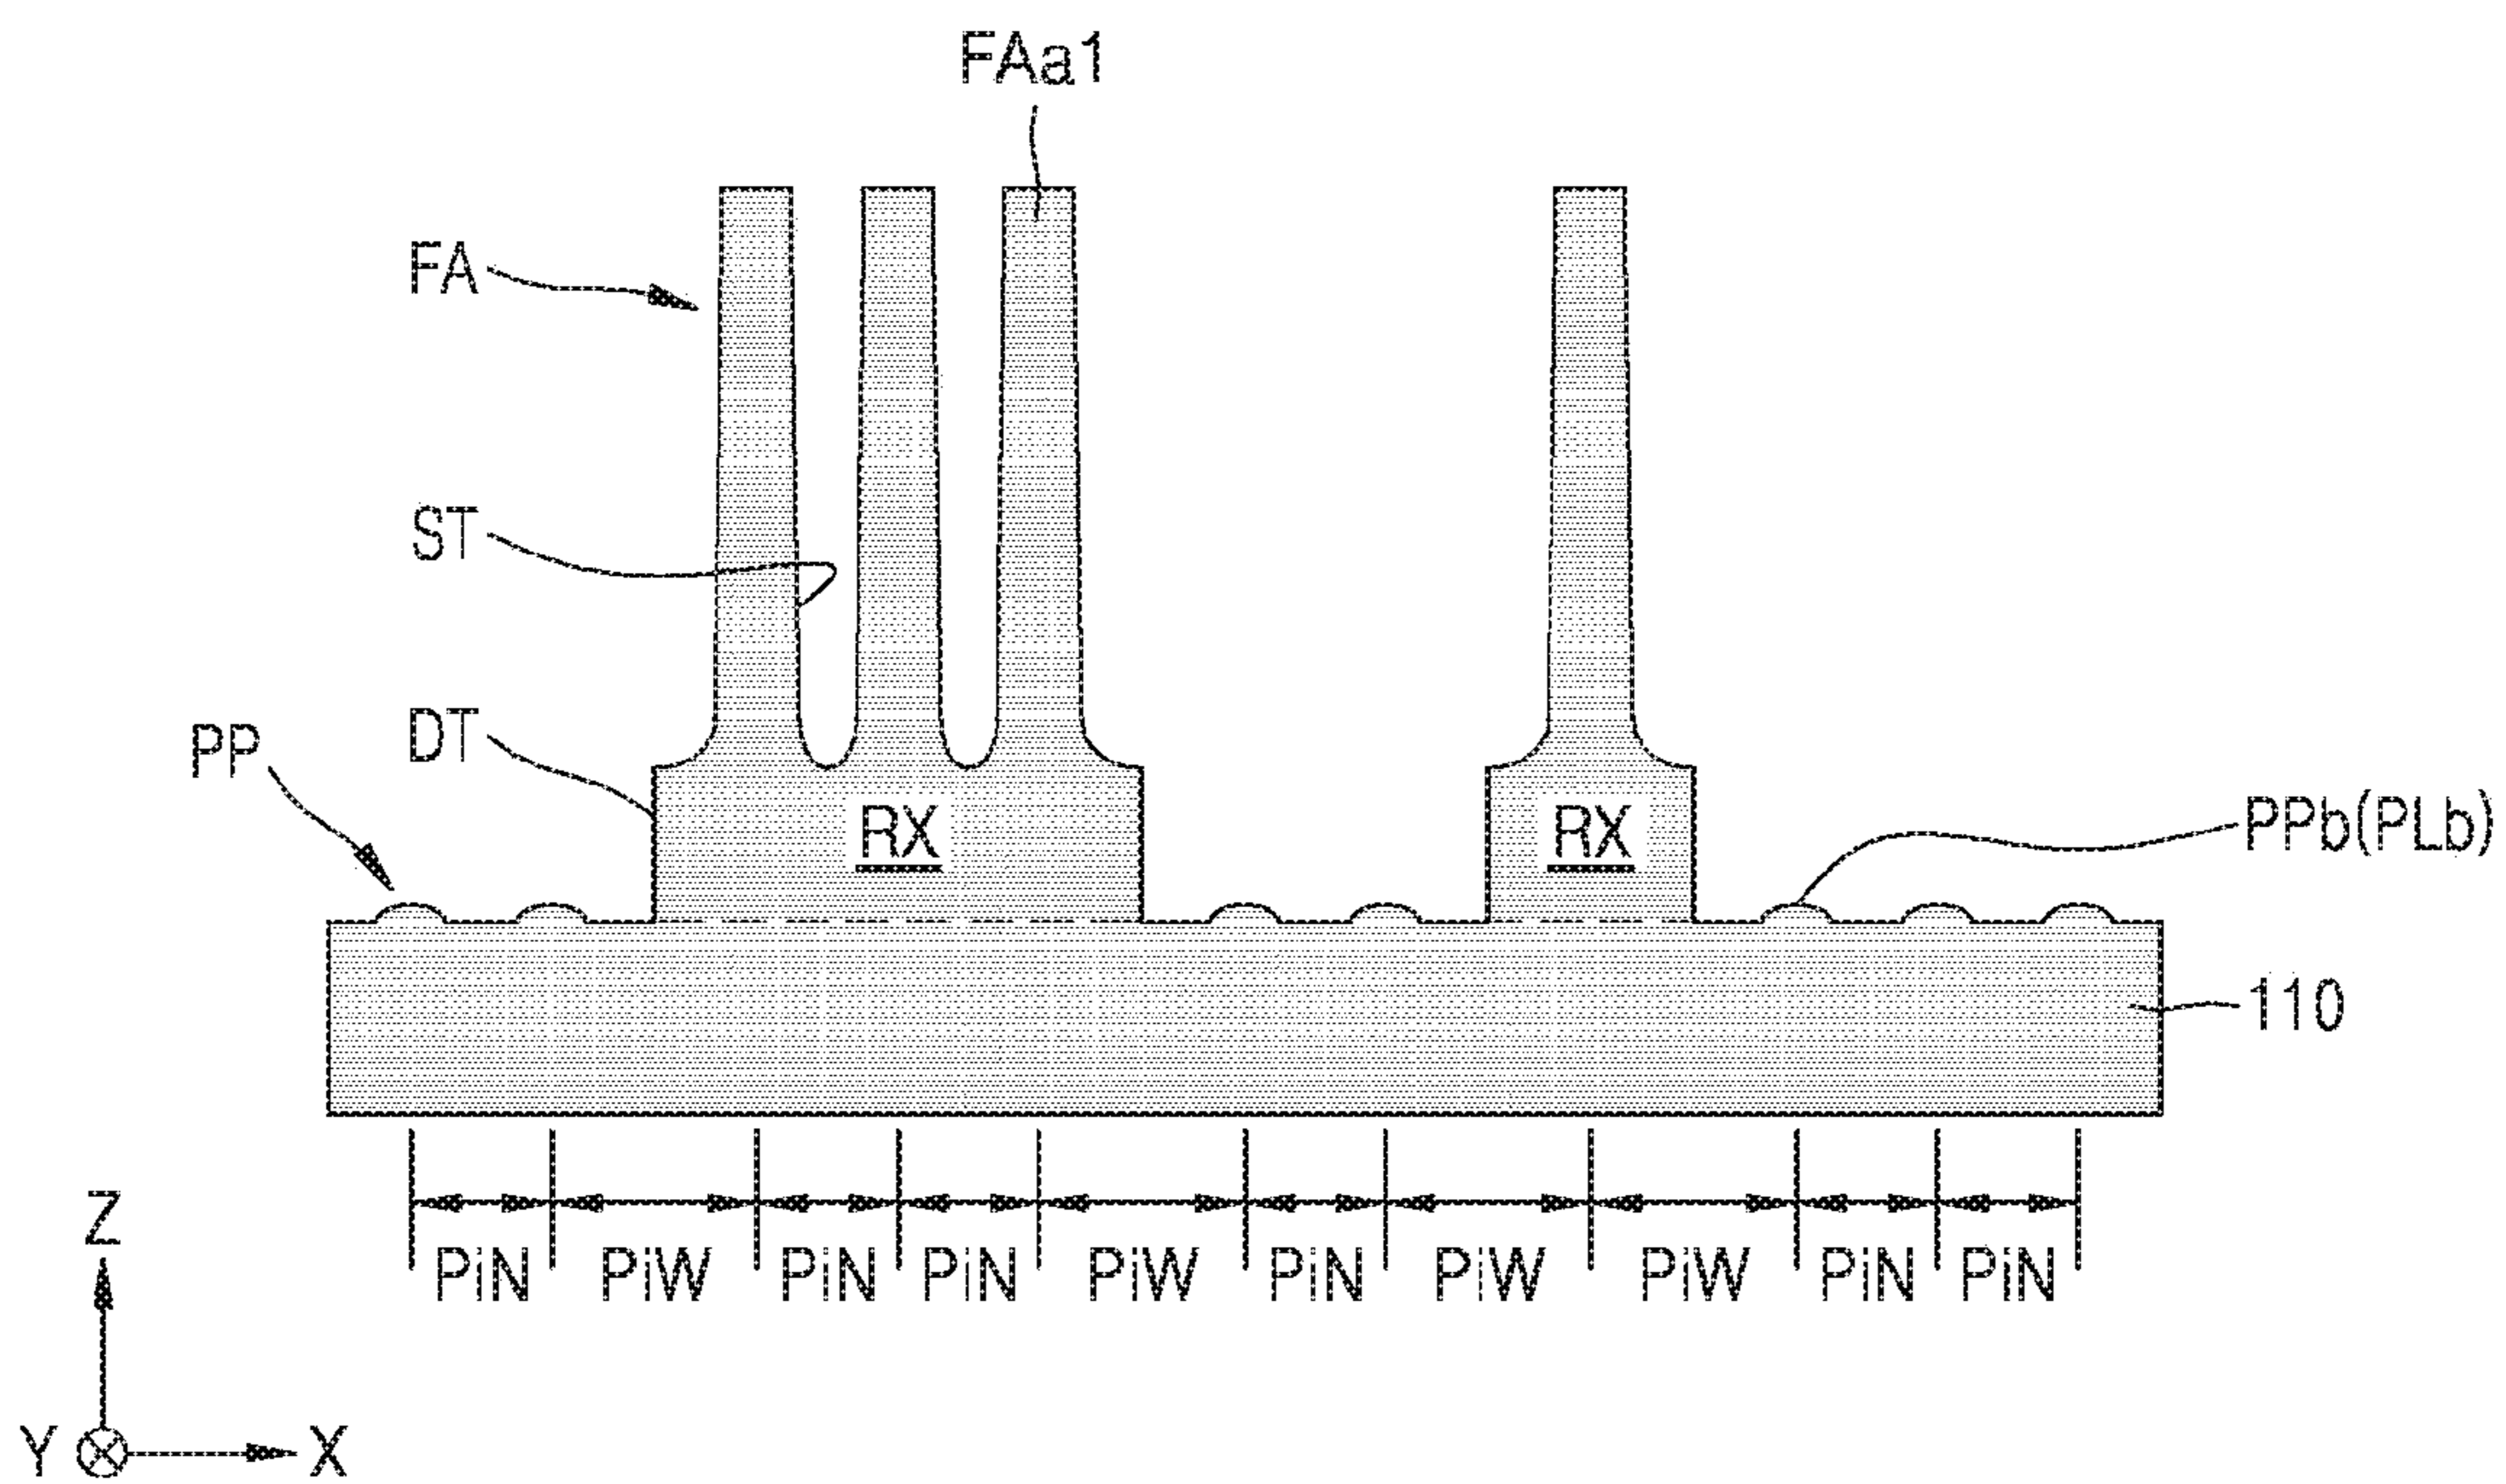 FAa1
FA
ST
DT
PP
RX
RX
PPb(PLb)
110
PiN PiW PiN PiN PiW PiN PiW PiW PiN PiN
Z
Y X